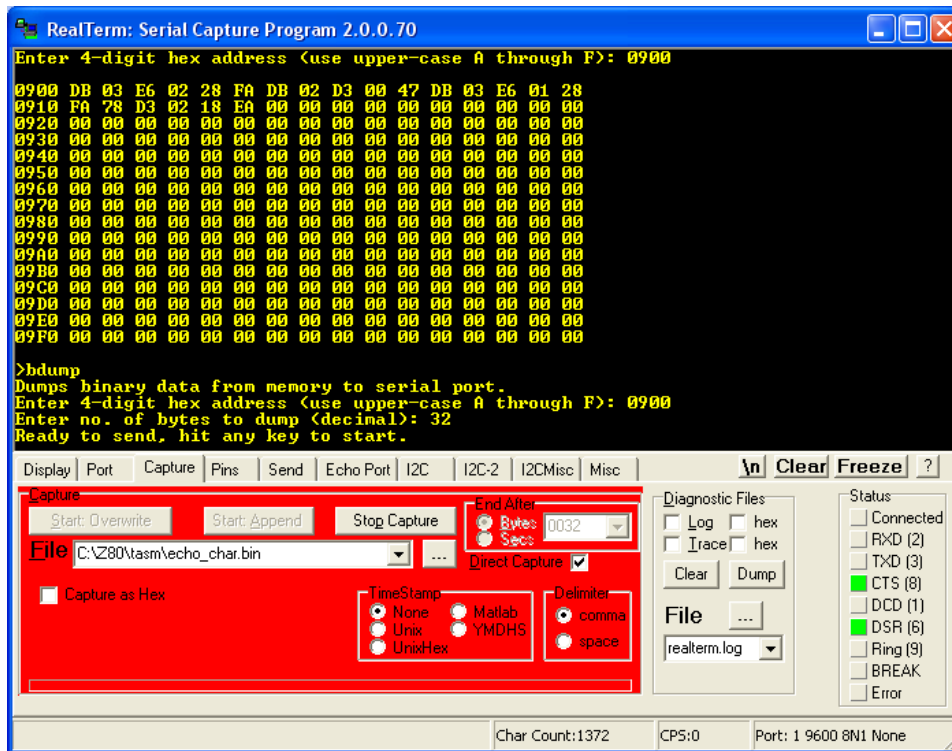 RealTerm: Serial Capture Program 2.0.0.70
Enter 4-digit hex address (use upper-case A through F): 0900
0900 DB 03 E6 02 28 FA DB 02 D3 00 47 DB 03 E6 01 28
0910 FA 78 D3 02 18 EA 00 00 00 00 00 00 00 00 00 00
0920 00 00 00 00 00 00 00 00 00 00 00 00 00 00 00 00
0930 00 00 00 00 00 00 00 00 00 00 00 00 00 00 00 00
0940 00 00 00 00 00 00 00 00 00 00 00 00 00 00 00 00
0950 00 00 00 00 00 00 00 00 00 00 00 00 00 00 00 00
0960 00 00 00 00 00 00 00 00 00 00 00 00 00 00 00 00
0970 00 00 00 00 00 00 00 00 00 00 00 00 00 00 00 00
0980 00 00 00 00 00 00 00 00 00 00 00 00 00 00 00 00
0990 00 00 00 00 00 00 00 00 00 00 00 00 00 00 00 00
09A0 00 00 00 00 00 00 00 00 00 00 00 00 00 00 00 00
09B0 00 00 00 00 00 00 00 00 00 00 00 00 00 00 00 00
09C0 00 00 00 00 00 00 00 00 00 00 00 00 00 00 00 00
09D0 00 00 00 00 00 00 00 00 00 00 00 00 00 00 00 00
09E0 00 00 00 00 00 00 00 00 00 00 00 00 00 00 00 00
09F0 00 00 00 00 00 00 00 00 00 00 00 00 00 00 00 00
>bdump
Dumps binary data from memory to serial port.
Enter 4-digit hex address (use upper-case A through F): 0900
Enter no. of bytes to dump (decimal): 32
Ready to send, hit any key to start.
Display Port Capture Pins Send Echo Port I2C I2C-2 I2CMisc Misc \n Clear Freeze ?
Capture
Start: Overwrite Start: Append Stop Capture
End After
Bytes 0032
Secs
File C:\Z80\tasm\echo_char.bin ...
Direct Capture
Capture as Hex
TimeStamp
None Matlab
Unix YMDHS
UnixHex
Delimiter
comma
space
Diagnostic Files
Log hex
Trace hex
Clear Dump
File ...
realterm.log
Status
Connected
RXD (2)
TXD (3)
CTS (8)
DCD (1)
DSR (6)
Ring (9)
BREAK
Error
Char Count:1372 CPS:0 Port: 1 9600 8N1 None